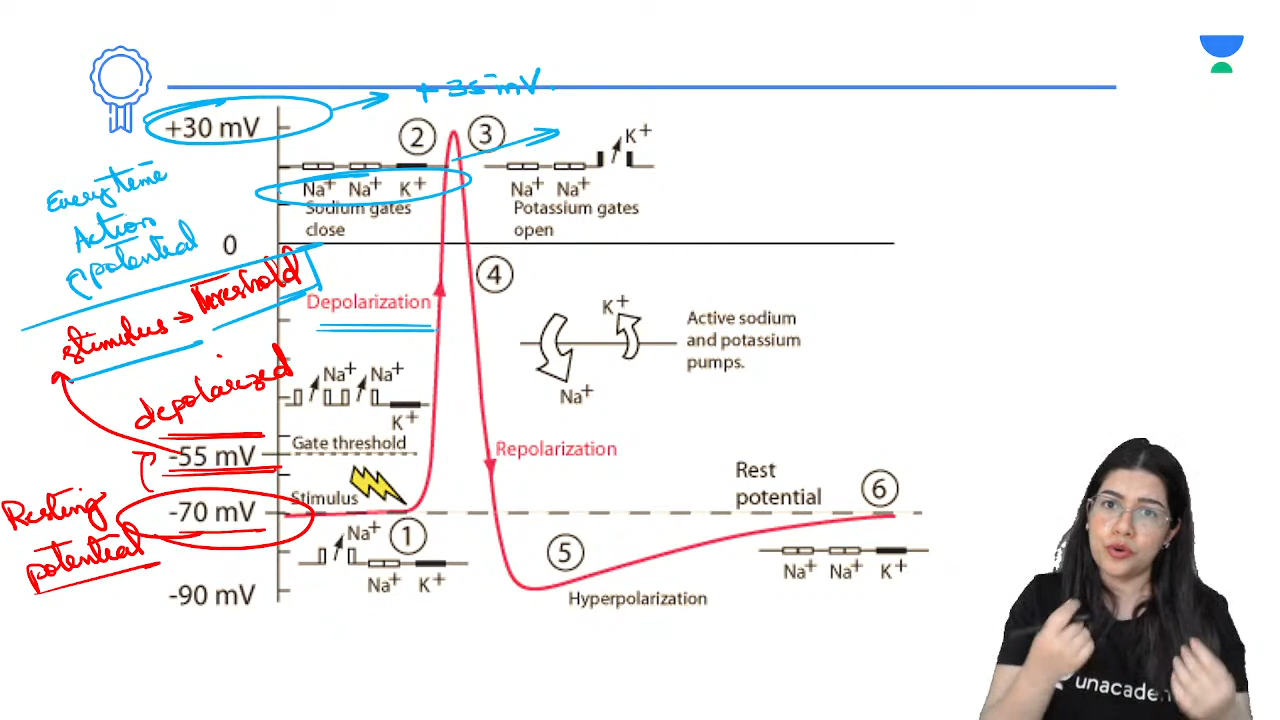 +35 mV.
+30 mV
2
3
K+
Na+ Na+ K+
Na+ Na+
Sodium gates
close
Potassium gates
open
Everytime
Action
potential
0
stimulus → threshold
4
Depolarization
K+
Na+
Active sodium
and potassium
pumps.
Na+ Na+
K+
depolarized
Gate threshold
-55 mV
Repolarization
Stimulus
-70 mV
Resting
potential
Rest
potential
6
Na+
1
Na+ K+
5
Na+ Na+ K+
-90 mV
Hyperpolarization
unacade